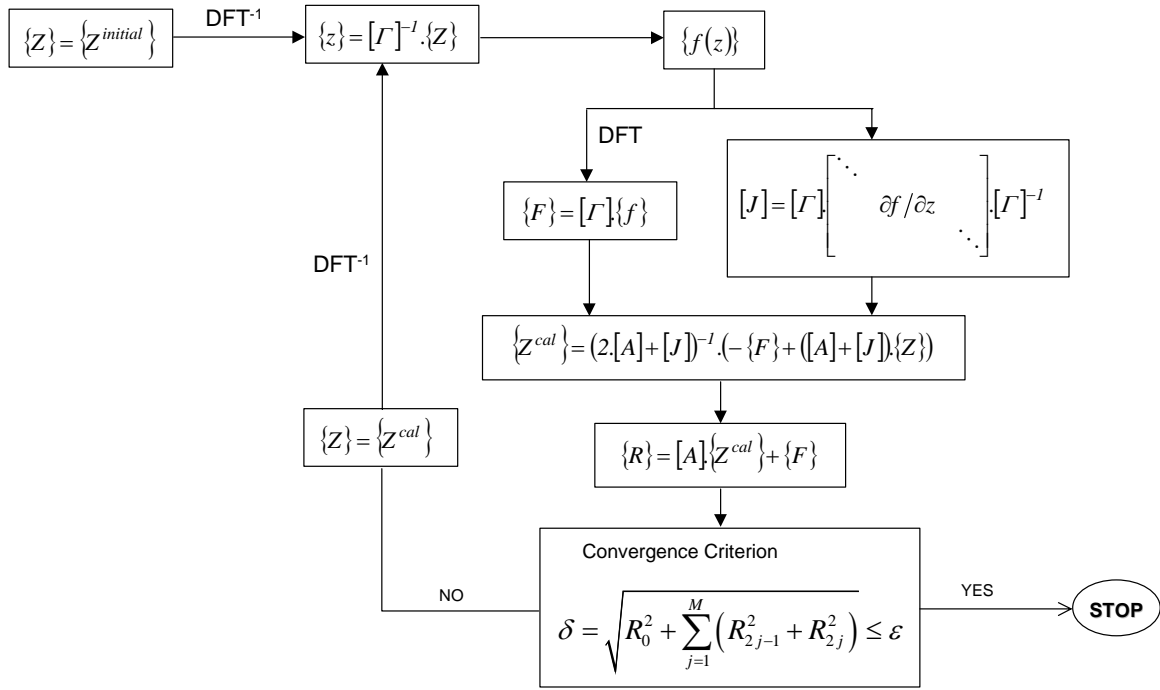 {Z} = {Z^initial}
DFT^-1
{z} = [Γ]^-1.{Z}
{f(z)}
DFT
{F} = [Γ].{f}
[J] = [Γ].[⋱ ∂f/∂z ⋱].[Γ]^-1
DFT^-1
{Z^cal} = (2.[A]+[J])^-1.(-{F}+([A]+[J]).{Z})
{Z} = {Z^cal}
{R} = [A].{Z^cal}+{F}
Convergence Criterion
δ = √(R_0^2 + ∑_{j=1}^{M} (R_{2j-1}^2 + R_{2j}^2)) ≤ ε
NO
YES
STOP